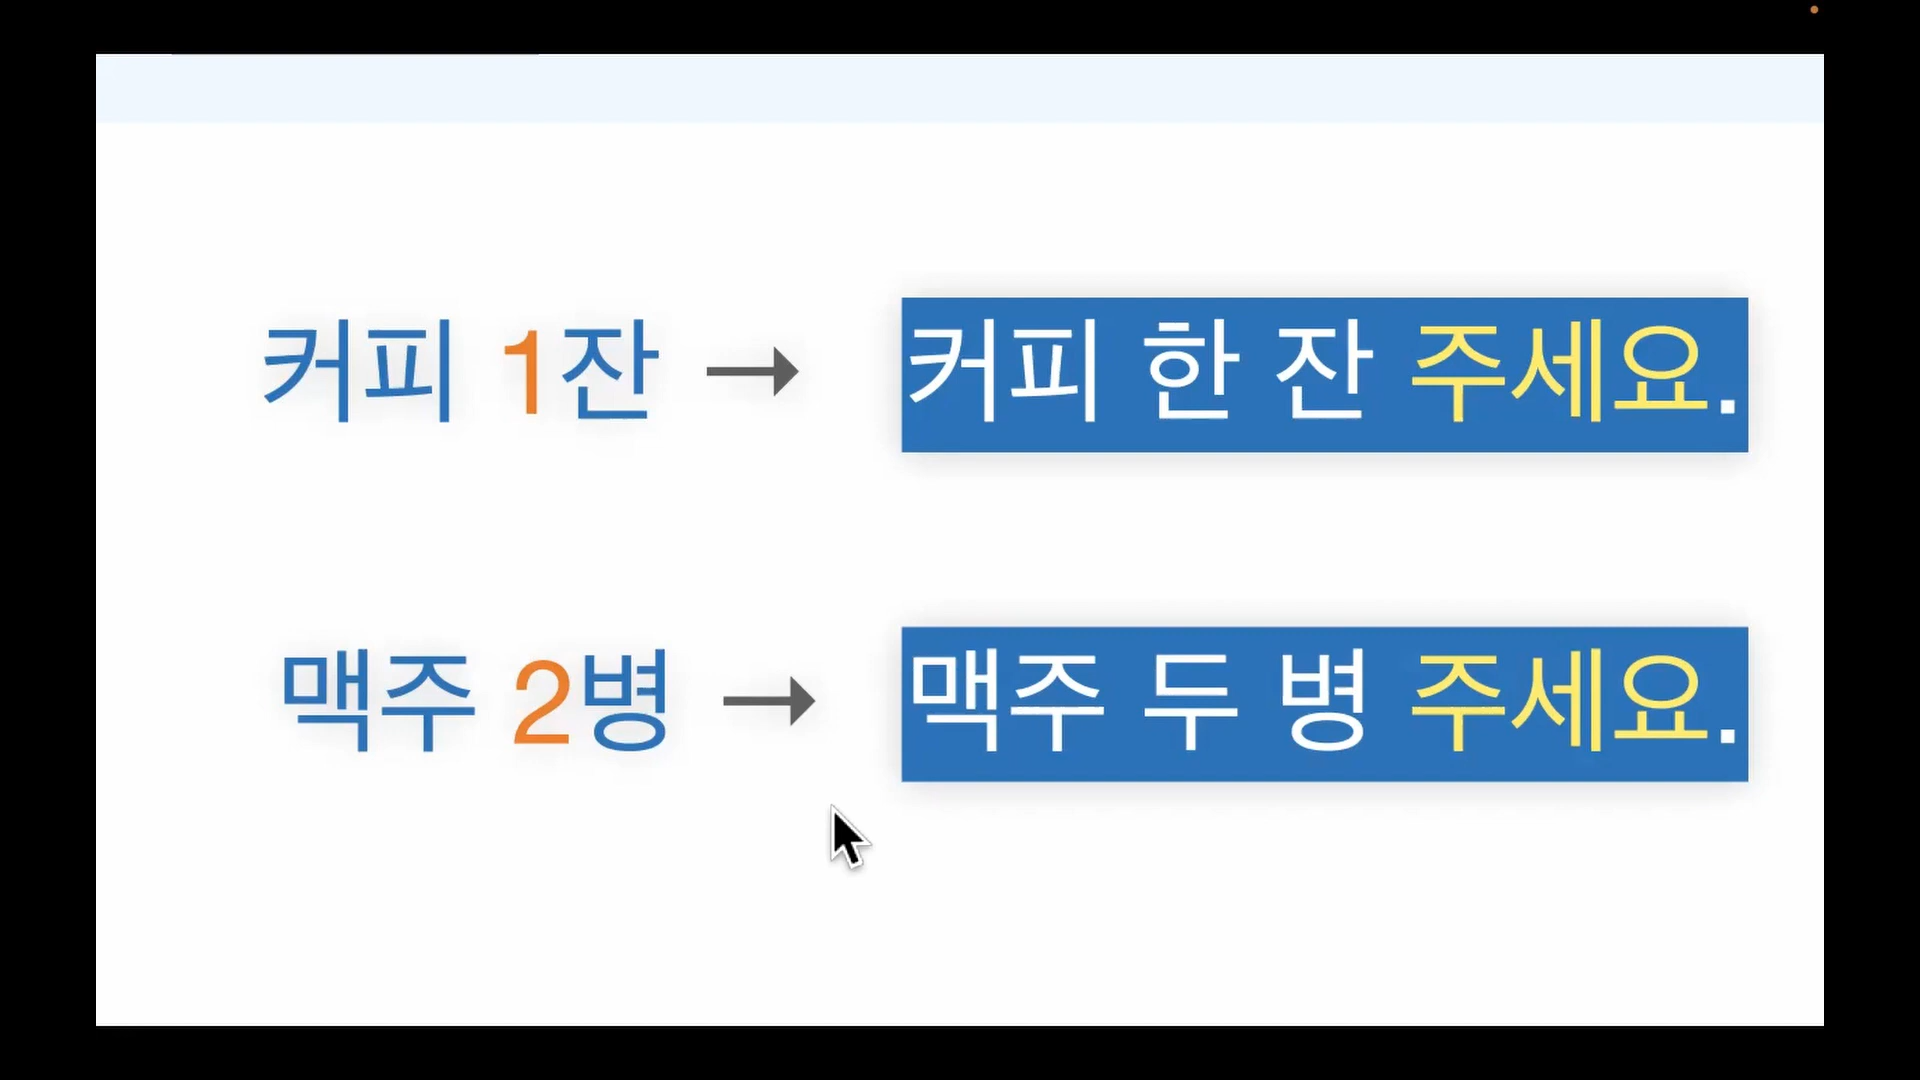 커피 1잔 → 커피 한 잔 주세요.
맥주 2병 → 맥주 두 병 주세요.